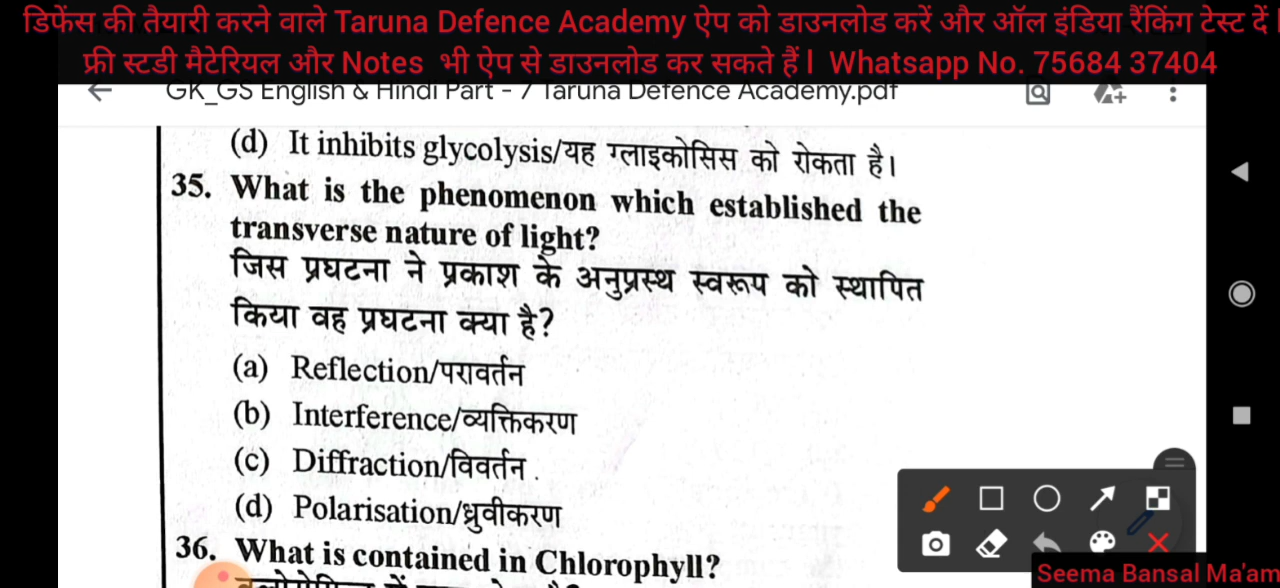 डिफेंस की तैयारी करने वाले Taruna Defence Academy ऐप को डाउनलोड करें और ऑल इंडिया रैंकिंग टेस्ट दें l
फ्री स्टडी मैटेरियल और Notes भी ऐप से डाउनलोड कर सकते हैं l Whatsapp No. 75684 37404
GK_GS English & Hindi Part - 7 Taruna Defence Academy.pdf
(d) It inhibits glycolysis/यह ग्लाइकोसिस को रोकता है।
35. What is the phenomenon which established the
transverse nature of light?
जिस प्रघटना ने प्रकाश के अनुप्रस्थ स्वरूप को स्थापित
किया वह प्रघटना क्या है?
(a) Reflection/परावर्तन
(b) Interference/व्यक्तिकरण
(c) Diffraction/विवर्तन
(d) Polarisation/ध्रुवीकरण
36. What is contained in Chlorophyll?
Seema Bansal Ma'am